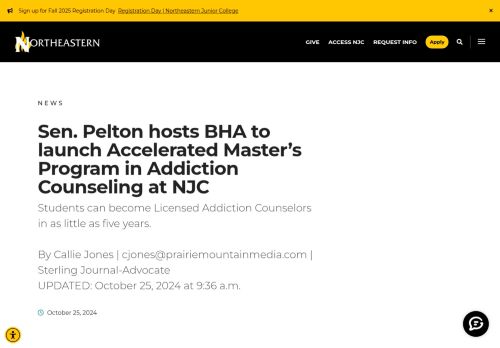 Sign up for Fall 2025 Registration Day Registration Day | Northeastern Junior College ×
NORTHEASTERN
GIVE ACCESS NJC REQUEST INFO Apply
NEWS
Sen. Pelton hosts BHA to
launch Accelerated Master’s
Program in Addiction
Counseling at NJC
Students can become Licensed Addiction Counselors
in as little as five years.
By Callie Jones | cjones@prairiemountainmedia.com |
Sterling Journal-Advocate
UPDATED: October 25, 2024 at 9:36 a.m.
October 25, 2024